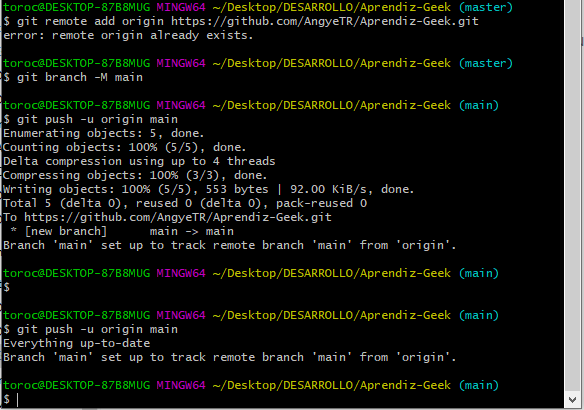 toroc@DESKTOP-87B8MUG MINGW64 ~/Desktop/DESARROLLO/Aprendiz-Geek (master)
$ git remote add origin https://github.com/AngyeTR/Aprendiz-Geek.git
error: remote origin already exists.
toroc@DESKTOP-87B8MUG MINGW64 ~/Desktop/DESARROLLO/Aprendiz-Geek (master)
$ git branch -M main
toroc@DESKTOP-87B8MUG MINGW64 ~/Desktop/DESARROLLO/Aprendiz-Geek (main)
$ git push -u origin main
Enumerating objects: 5, done.
Counting objects: 100% (5/5), done.
Delta compression using up to 4 threads
Compressing objects: 100% (3/3), done.
Writing objects: 100% (5/5), 553 bytes | 92.00 KiB/s, done.
Total 5 (delta 0), reused 0 (delta 0), pack-reused 0
To https://github.com/AngyeTR/Aprendiz-Geek.git
 * [new branch]      main -> main
Branch 'main' set up to track remote branch 'main' from 'origin'.
toroc@DESKTOP-87B8MUG MINGW64 ~/Desktop/DESARROLLO/Aprendiz-Geek (main)
$
toroc@DESKTOP-87B8MUG MINGW64 ~/Desktop/DESARROLLO/Aprendiz-Geek (main)
$ git push -u origin main
Everything up-to-date
Branch 'main' set up to track remote branch 'main' from 'origin'.
toroc@DESKTOP-87B8MUG MINGW64 ~/Desktop/DESARROLLO/Aprendiz-Geek (main)
$